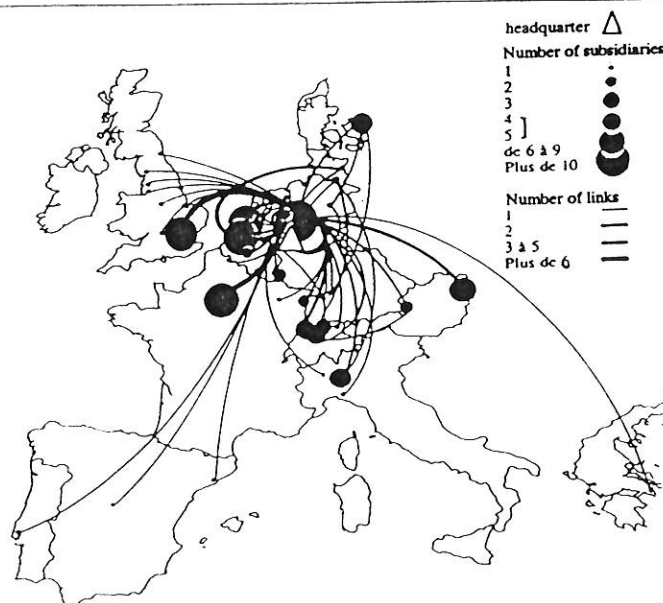 headquarter
Number of subsidiaries
1
2
3
4
5
de 6 à 9
Plus de 10
Number of links
1
2
3 à 5
Plus de 6